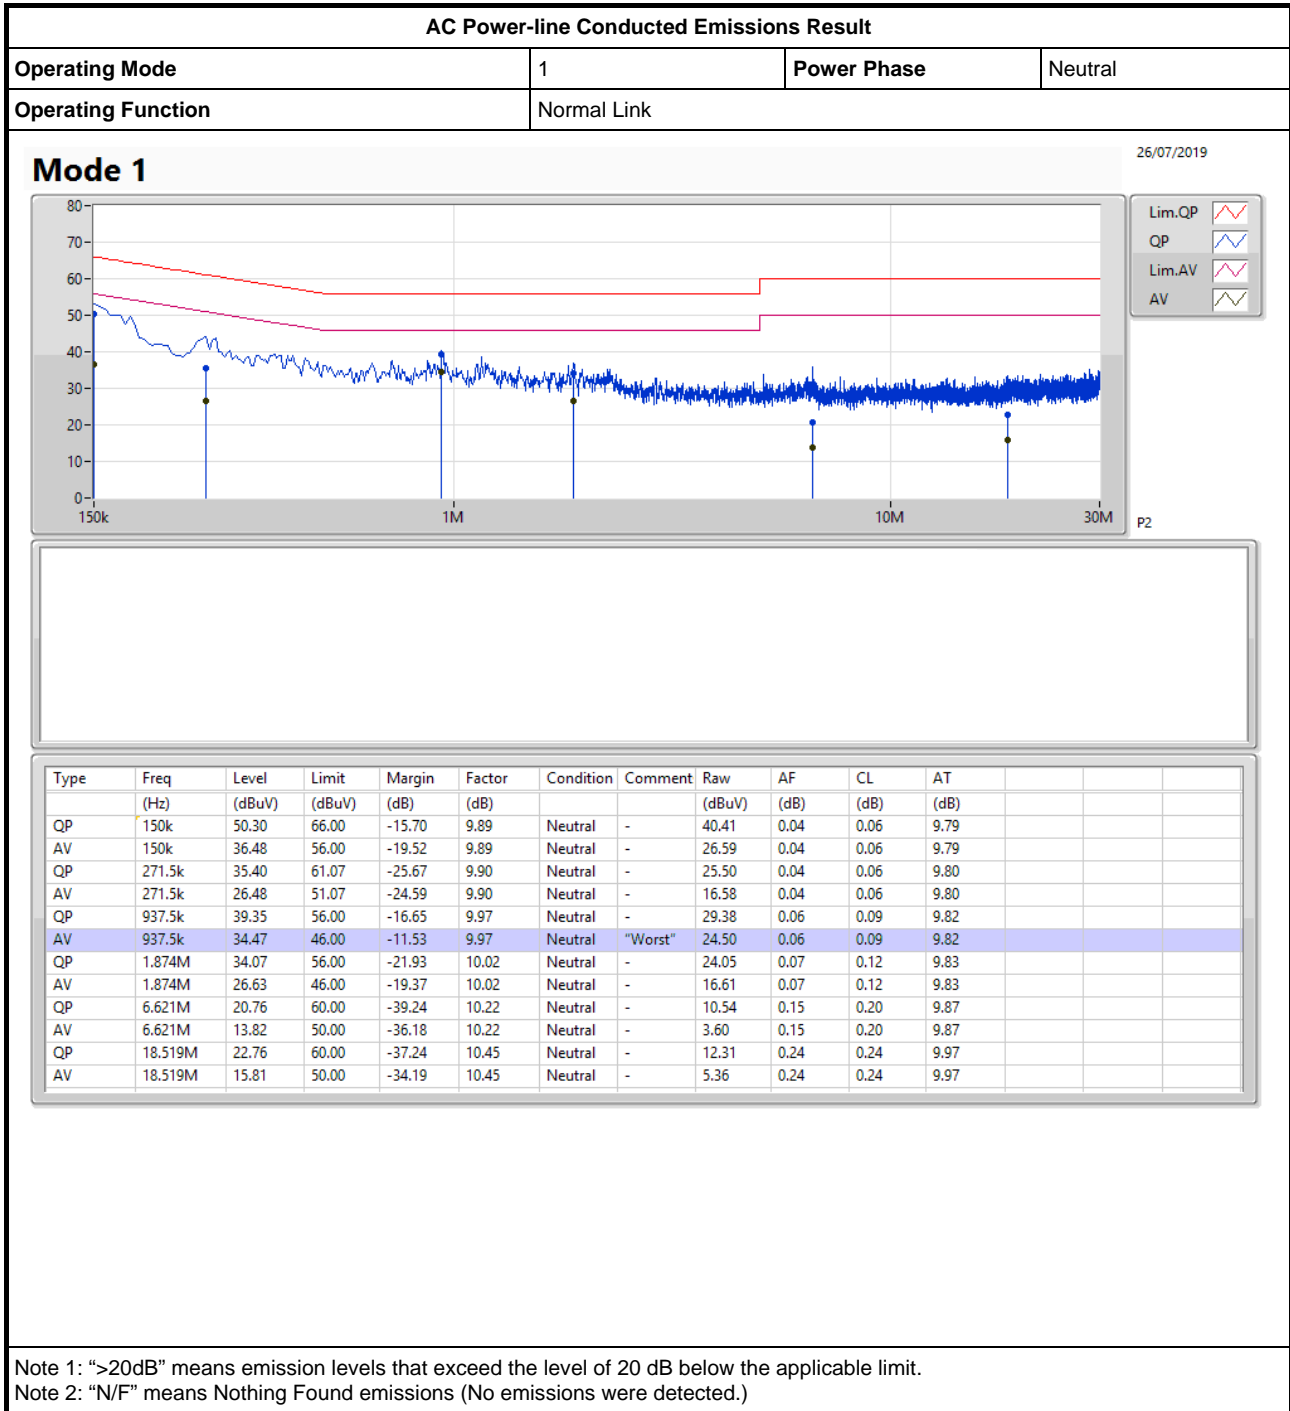 AC Power-line Conducted Emissions Result
Operating Mode 1 Power Phase Neutral
Operating Function Normal Link
26/07/2019
Mode 1
80
70
60
50
40
30
20
10
0
150k 1M 10M 30M
Lim.QP
QP
Lim.AV
AV
P2
Type Freq Level Limit Margin Factor Condition Comment Raw AF CL AT
(Hz) (dBuV) (dBuV) (dB) (dB) (dBuV) (dB) (dB) (dB)
QP 150k 50.30 66.00 -15.70 9.89 Neutral - 40.41 0.04 0.06 9.79
AV 150k 36.48 56.00 -19.52 9.89 Neutral - 26.59 0.04 0.06 9.79
QP 271.5k 35.40 61.07 -25.67 9.90 Neutral - 25.50 0.04 0.06 9.80
AV 271.5k 26.48 51.07 -24.59 9.90 Neutral - 16.58 0.04 0.06 9.80
QP 937.5k 39.35 56.00 -16.65 9.97 Neutral - 29.38 0.06 0.09 9.82
AV 937.5k 34.47 46.00 -11.53 9.97 Neutral "Worst" 24.50 0.06 0.09 9.82
QP 1.874M 34.07 56.00 -21.93 10.02 Neutral - 24.05 0.07 0.12 9.83
AV 1.874M 26.63 46.00 -19.37 10.02 Neutral - 16.61 0.07 0.12 9.83
QP 6.621M 20.76 60.00 -39.24 10.22 Neutral - 10.54 0.15 0.20 9.87
AV 6.621M 13.82 50.00 -36.18 10.22 Neutral - 3.60 0.15 0.20 9.87
QP 18.519M 22.76 60.00 -37.24 10.45 Neutral - 12.31 0.24 0.24 9.97
AV 18.519M 15.81 50.00 -34.19 10.45 Neutral - 5.36 0.24 0.24 9.97
Note 1: “>20dB” means emission levels that exceed the level of 20 dB below the applicable limit.
Note 2: “N/F” means Nothing Found emissions (No emissions were detected.)